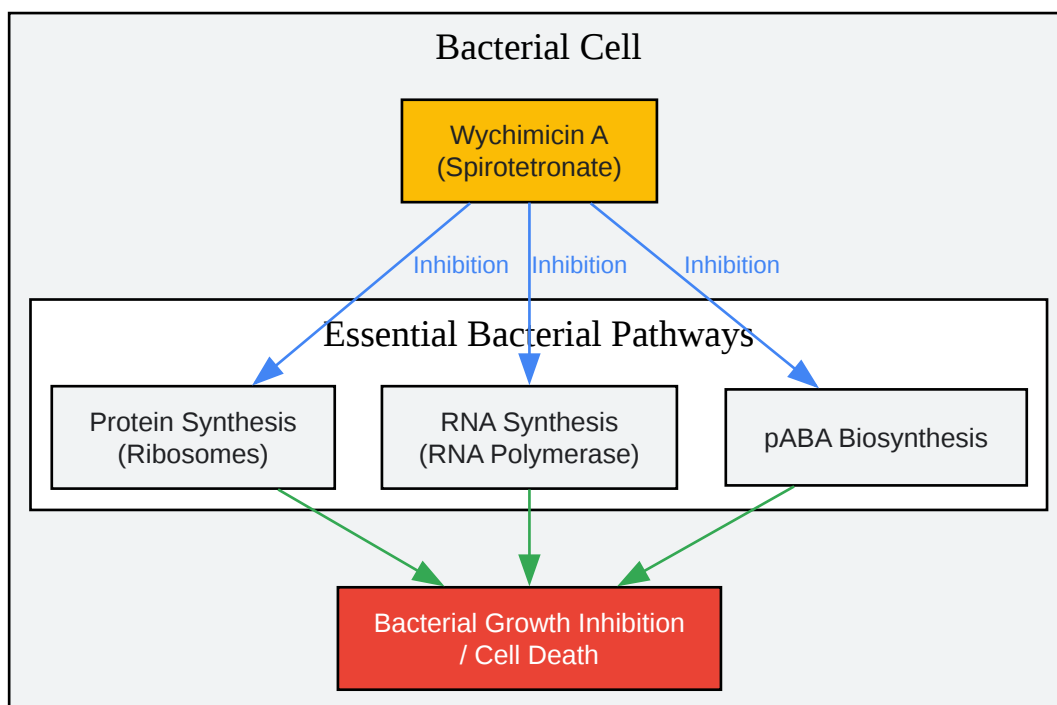 Bacterial Cell
Wychimicin A
(Spirotetronate)
Inhibition
Inhibition
Inhibition
Essential Bacterial Pathways
Protein Synthesis
(Ribosomes)
RNA Synthesis
(RNA Polymerase)
pABA Biosynthesis
Bacterial Growth Inhibition
/ Cell Death